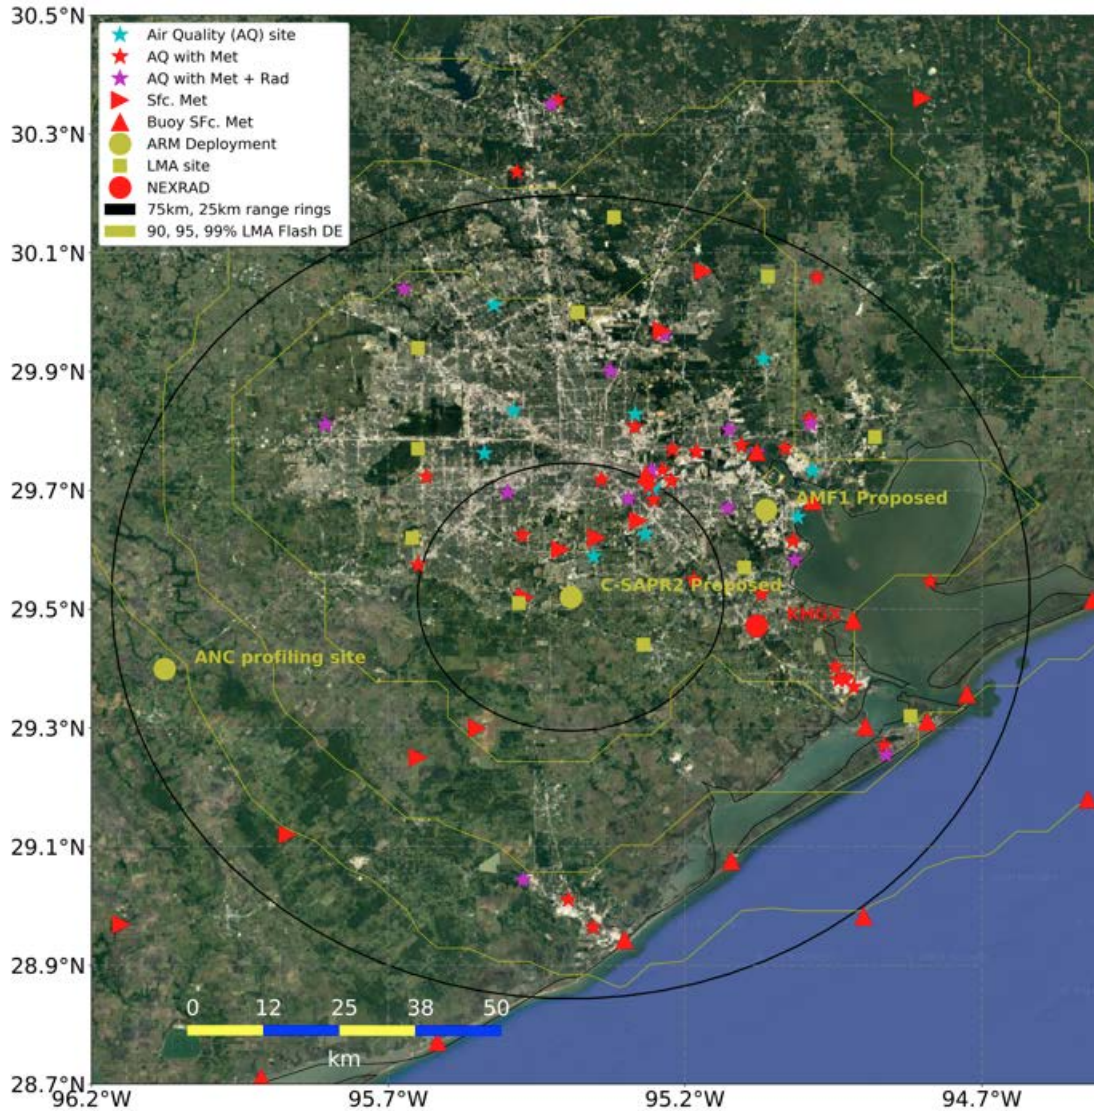 30.5°N
30.3°N
30.1°N
29.9°N
29.7°N
29.5°N
29.3°N
29.1°N
28.9°N
28.7°N
Air Quality (AQ) site
AQ with Met
AQ with Met + Rad
Sfc. Met
Buoy SFc. Met
ARM Deployment
LMA site
NEXRAD
75km, 25km range rings
90, 95, 99% LMA Flash DE
AMF1 Proposed
C-SAPR2 Proposed
KHGX
ANC profiling site
0 12 25 38 50
km
96.2°W 95.7°W 95.2°W 94.7°W